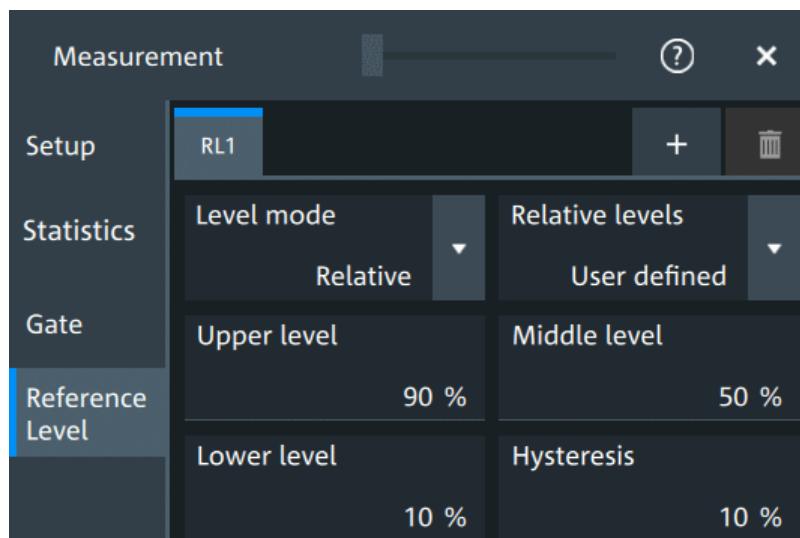 Measurement
?
Setup
RL1
+
Statistics
Level mode
Relative
Relative levels
User defined
Gate
Upper level
90 %
Middle level
50 %
Reference
Level
Lower level
10 %
Hysteresis
10 %